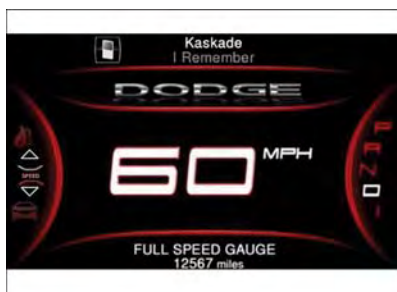 Kaskade
I Remember
DODGE
60 MPH
SPEED
P
R
N
D
FULL SPEED GAUGE
12567 miles